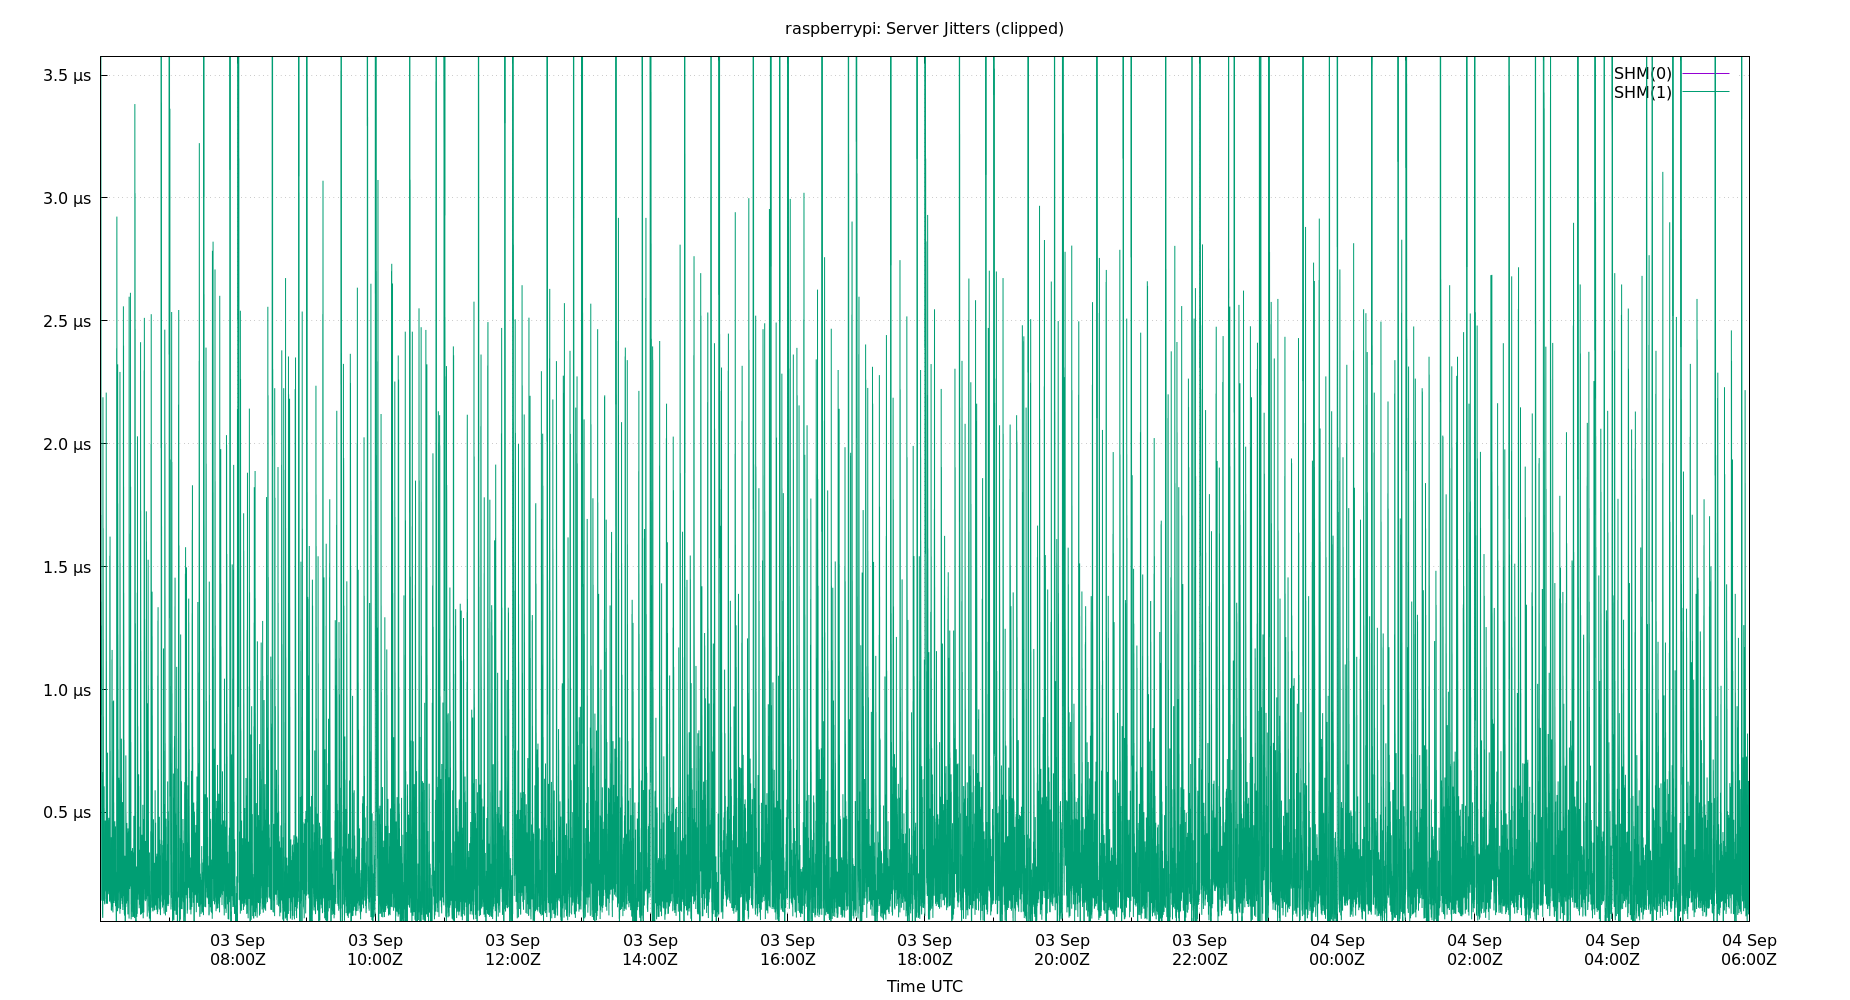 raspberrypi: Server Jitters (clipped)
3.5 µs
3.0 µs
2.5 µs
2.0 µs
1.5 µs
1.0 µs
0.5 µs
SHM(0)
SHM(1)
03 Sep 03 Sep 03 Sep 03 Sep 03 Sep 03 Sep 03 Sep 03 Sep 04 Sep 04 Sep 04 Sep 04 Sep
08:00Z 10:00Z 12:00Z 14:00Z 16:00Z 18:00Z 20:00Z 22:00Z 00:00Z 02:00Z 04:00Z 06:00Z
Time UTC